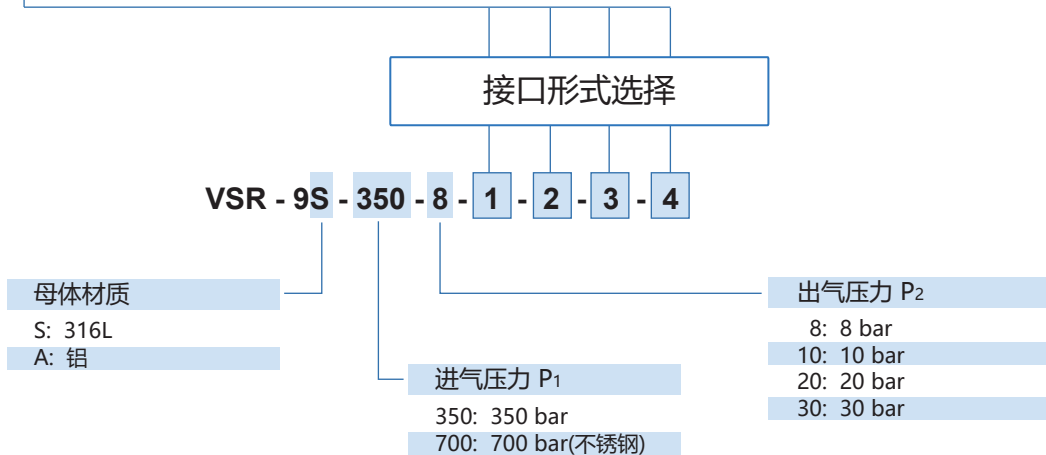 接口形式选择
VSR - 9S - 350 - 8 - 1 - 2 - 3 - 4
母体材质
S: 316L
A: 铝
进气压力 P1
350: 350 bar
700: 700 bar(不锈钢)
出气压力 P2
8: 8 bar
10: 10 bar
20: 20 bar
30: 30 bar